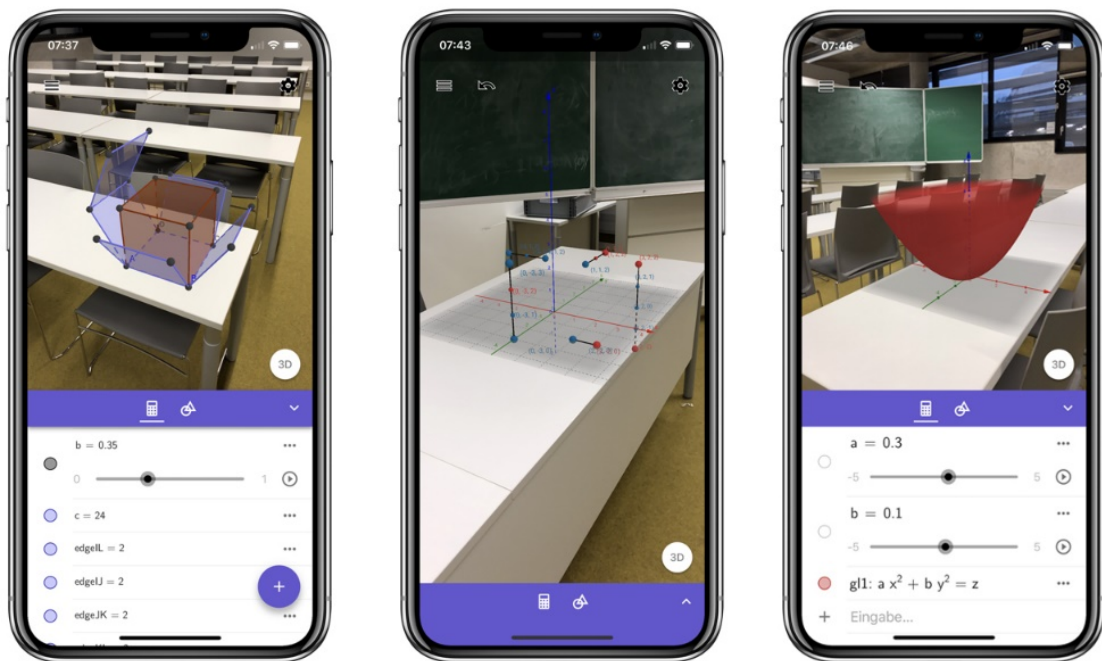 07:37
3D
b = 0.35
0
1
c = 24
edgeIL = 2
edgeIJ = 2
edgeJK = 2
+
07:43
3D
07:46
3D
a = 0.3
-5
5
b = 0.1
-5
5
gl1: a x² + b y² = z
+ Eingabe...